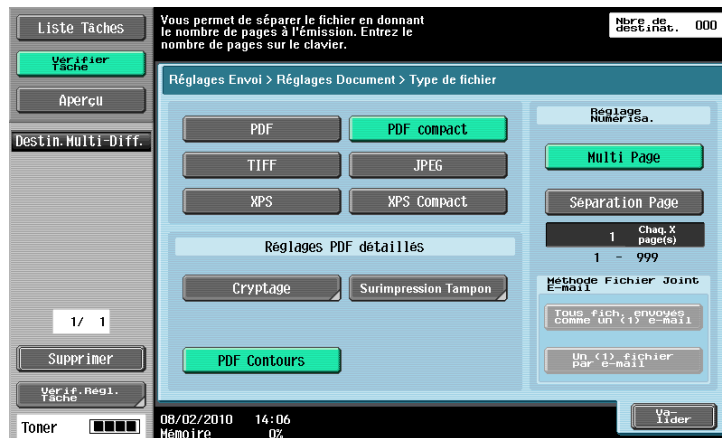 Liste Tâches
Vérifier
Tâche
Aperçu
Destin.Multi-Diff.
1/ 1
Supprimer
Vérif.Régl.
Tâche
Toner
Vous permet de séparer le fichier en donnant
le nombre de pages à l'émission. Entrez le
nombre de pages sur le clavier.
Nbre de
destinat. 000
Réglages Envoi > Réglages Document > Type de fichier
PDF
PDF compact
TIFF
JPEG
XPS
XPS Compact
Réglages PDF détaillés
Cryptage
Surimpression Tampon
PDF Contours
Réglage
Numérisa.
Multi Page
Séparation Page
1 Chaq.X
page(s)
1 - 999
Méthode Fichier Joint
E-mail
Tous fich. envoyés
comme un (1) e-mail
Un (1) fichier
par e-mail
08/02/2010 14:06
Mémoire 0%
Va-
lider